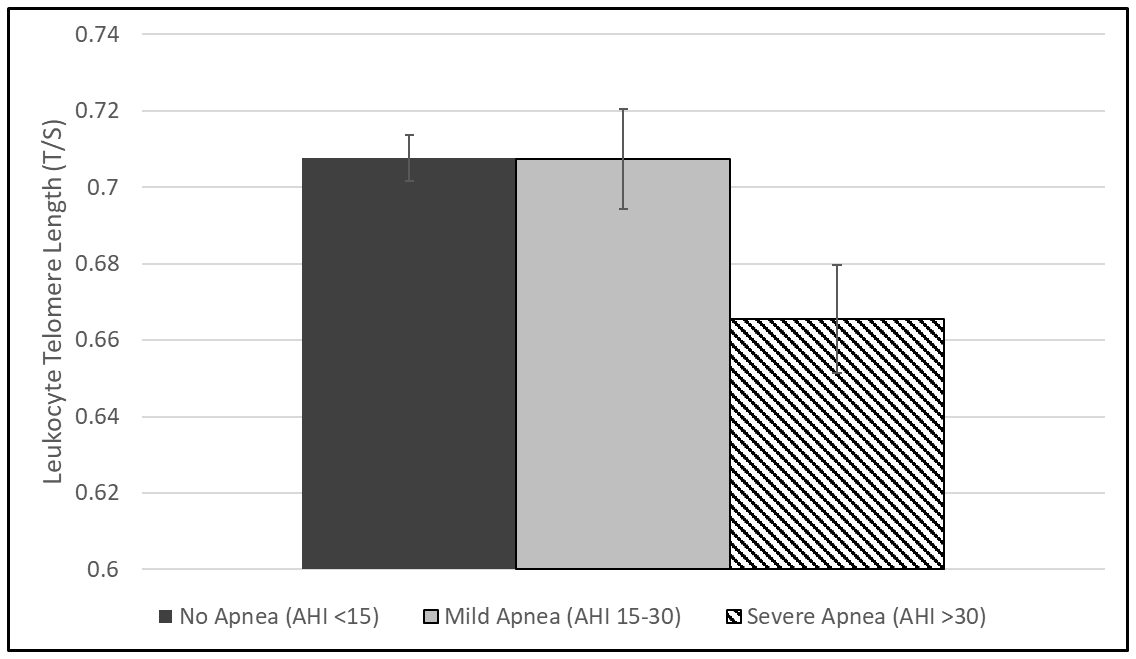 0.74
0.72
0.7
0.68
0.66
0.64
0.62
0.6
Leukocyte Telomere Length (T/S)
No Apnea (AHI <15)
Mild Apnea (AHI 15-30)
Severe Apnea (AHI >30)